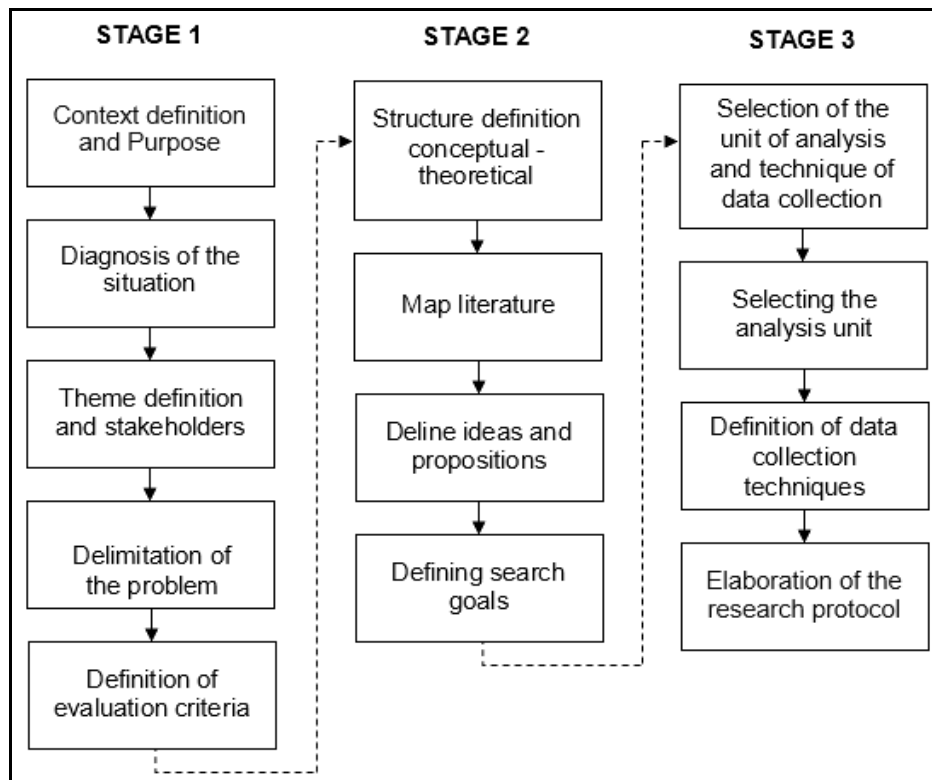 STAGE 1
Context definition
and Purpose
Diagnosis of the
situation
Theme definition
and stakeholders
Delimitation of
the problem
Definition of
evaluation criteria
STAGE 2
Structure definition
conceptual -
theoretical
Map literature
Deline ideas and
propositions
Defining search
goals
STAGE 3
Selection of the
unit of analysis
and technique of
data collection
Selecting the
analysis unit
Definition of data
collection
techniques
Elaboration of the
research protocol